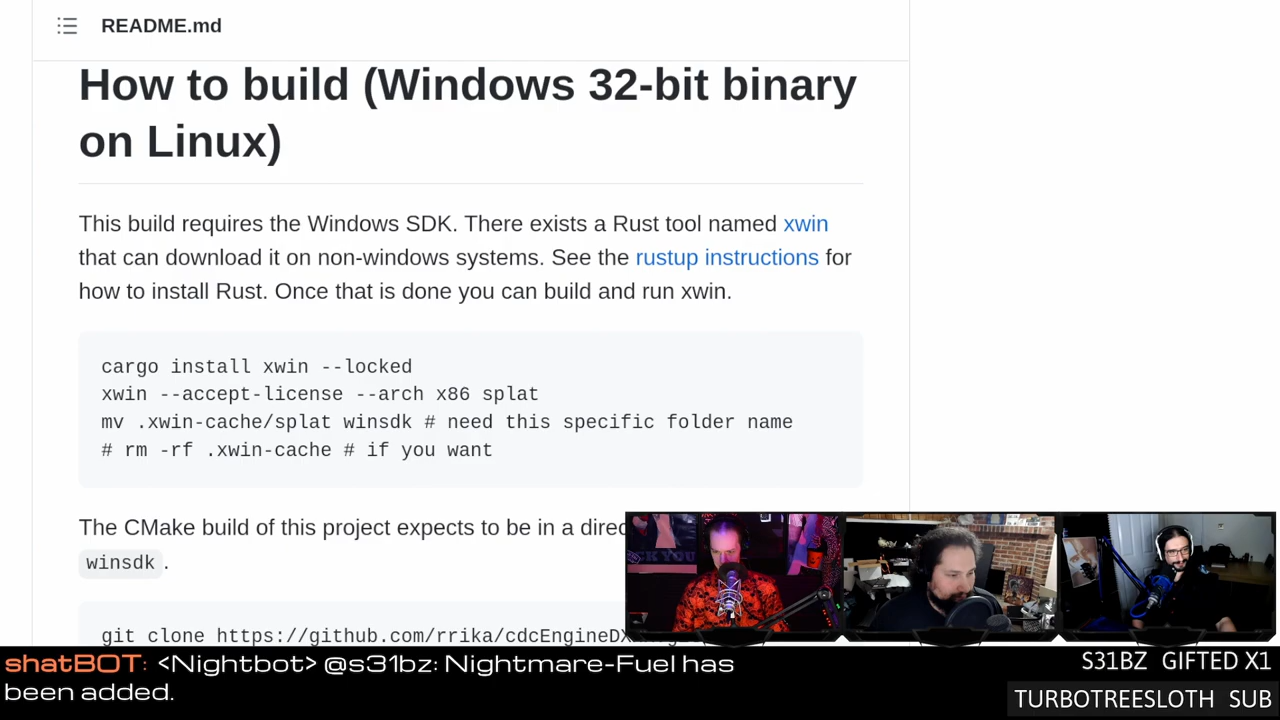 README.md
How to build (Windows 32-bit binary
on Linux)
This build requires the Windows SDK. There exists a Rust tool named xwin
that can download it on non-windows systems. See the rustup instructions for
how to install Rust. Once that is done you can build and run xwin.
cargo install xwin --locked
xwin --accept-license --arch x86 splat
mv .xwin-cache/splat winsdk # need this specific folder name
# rm -rf .xwin-cache # if you want
The CMake build of this project expects to be in a direc
winsdk.
git clone https://github.com/rrika/cdcEngineD
shatBOT: <Nightbot> @s31bz: Nightmare-Fuel has
been added.
S31BZ GIFTED X1
TURBOTREESLOTH SUB